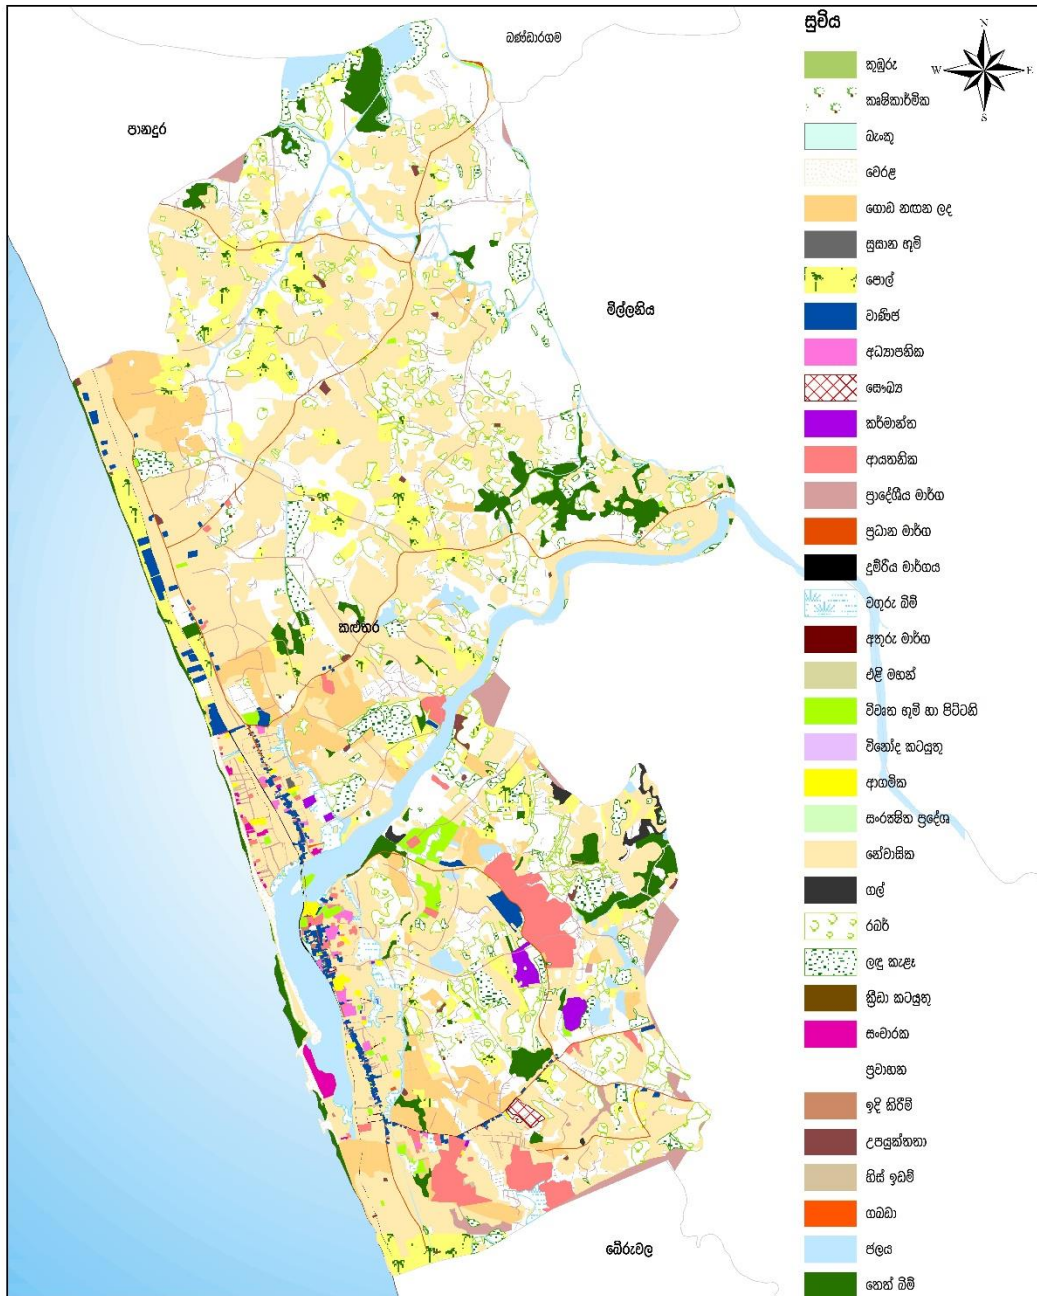 බණ්ඩාරගම
පානදුර
මිල්ලනිය
කළුතර
බේරුවල
සූචිය
N
W E
S
කුඹුරු
කෘෂිකාර්මික
බැංකු
වෙරළ
ගොඩ නඟන ලද
සුසාන භූමි
පොල්
වාණිජ
අධ්‍යාපනික
සෞඛ්‍ය
කර්මාන්ත
ආයතනික
ප්‍රාදේශීය මාර්ග
ප්‍රධාන මාර්ග
දුම්රිය මාර්ගය
වගුරු බිම්
අතුරු මාර්ග
එළි මහන්
විවෘත භූමි හා පිට්ටනි
විනෝද කටයුතු
ආගමික
සංරක්ෂිත ප්‍රදේශ
නේවාසික
ගල්
රබර්
ලඳු කැළෑ
ක්‍රීඩා කටයුතු
සංචාරක
ප්‍රවාහන
ඉදි කිරීම්
උපයුක්තතා
හිස් ඉඩම්
ගබඩා
ජලය
තෙත් බිම්